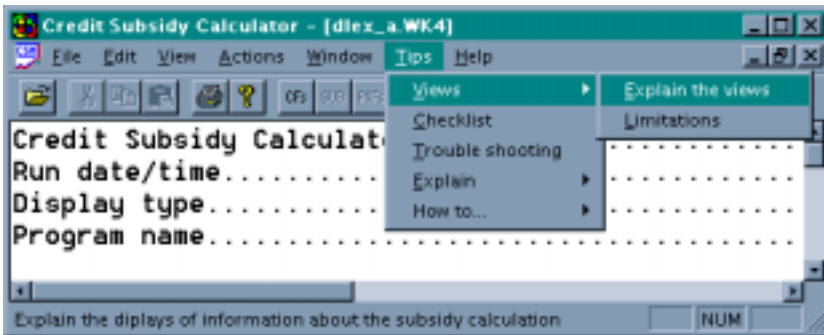 Credit Subsidy Calculator - [dlex_a.WK4]
File Edit View Actions Window Tips Help
CFs SUB
Views
Explain the views
Checklist
Limitations
Trouble shooting
Explain
How to...
Credit Subsidy Calculat
Run date/time..........
Display type...........
Program name...................................
Explain the diplays of information about the subsidy calculation
NUM